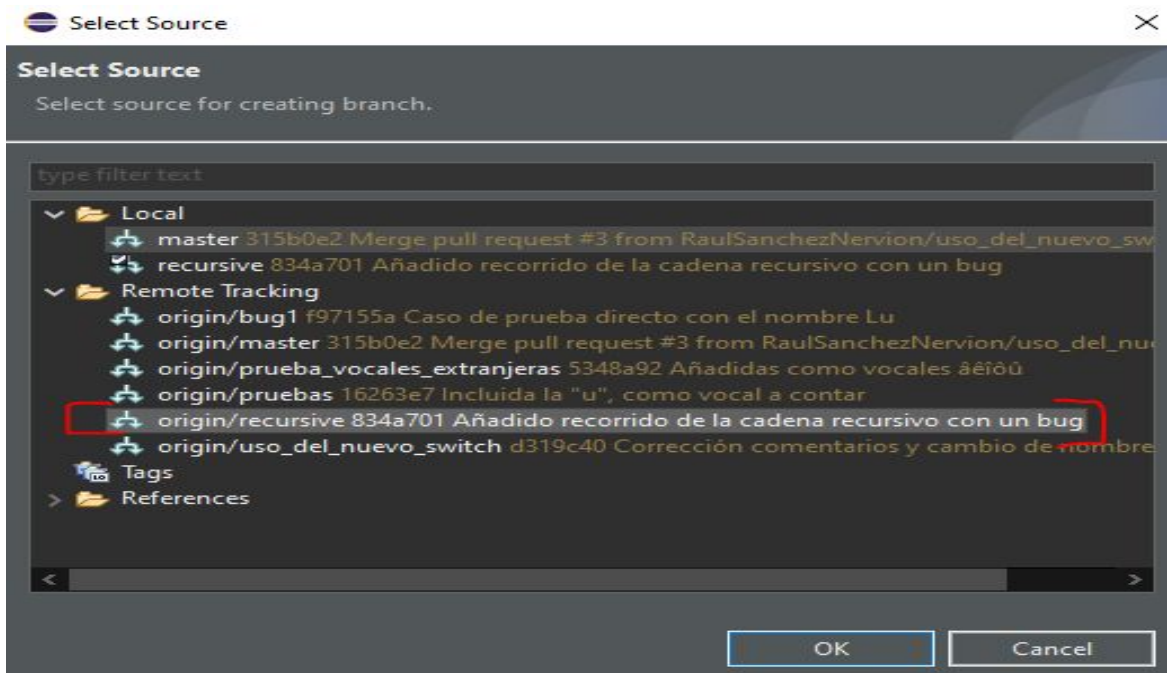 Select Source
Select Source
Select source for creating branch.
type filter text
Local
master 315b0e2 Merge pull request #3 from RaulSanchezNervion/uso_del_nuevo_sw
recursive 834a701 Añadido recorrido de la cadena recursivo con un bug
Remote Tracking
origin/bug1 f97155a Caso de prueba directo con el nombre Lu
origin/master 315b0e2 Merge pull request #3 from RaulSanchezNervion/uso_del_nu
origin/prueba_vocales_extranjeras 5348a92 Añadidas como vocales âêîôû
origin/pruebas 16263e7 Incluida la "u", como vocal a contar
origin/recursive 834a701 Añadido recorrido de la cadena recursivo con un bug
origin/uso_del_nuevo_switch d319c40 Corrección comentarios y cambio de nombre
Tags
References
OK Cancel